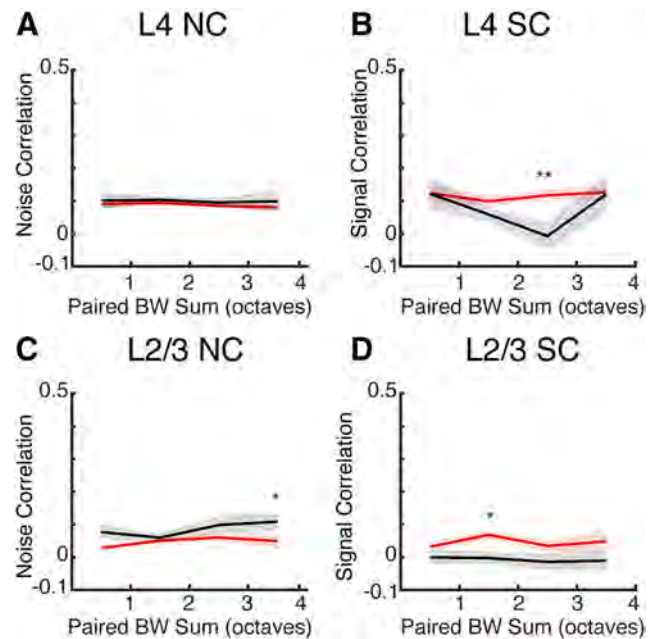 A L4 NC
0.5
Noise Correlation
0
-0.1
1 2 3 4
Paired BW Sum (octaves)
B L4 SC
0.5
Signal Correlation
**
0
-0.1
1 2 3 4
Paired BW Sum (octaves)
C L2/3 NC
0.5
Noise Correlation
*
0
-0.1
1 2 3 4
Paired BW Sum (octaves)
D L2/3 SC
0.5
Signal Correlation
*
0
-0.1
1 2 3 4
Paired BW Sum (octaves)